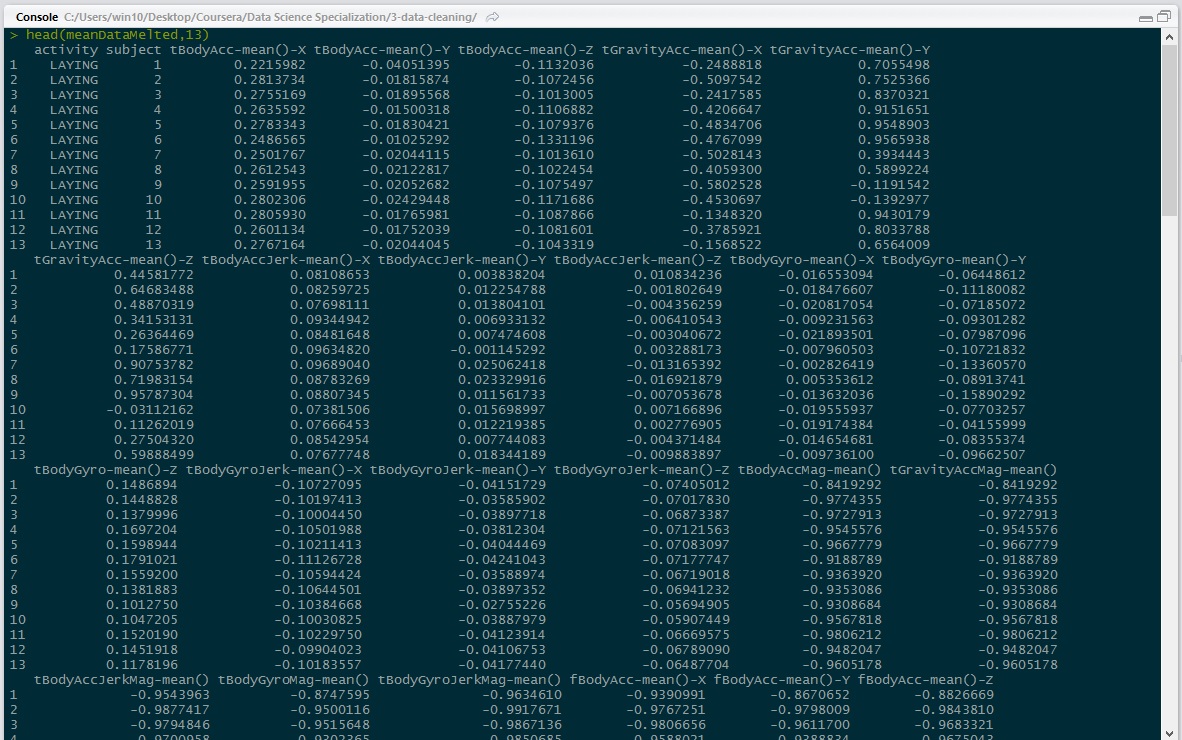 Console C:/Users/win10/Desktop/Coursera/Data Science Specialization/3-data-cleaning/
> head(meanDataMelted,13)
activity subject tBodyAcc-mean()-X tBodyAcc-mean()-Y tBodyAcc-mean()-Z tGravityAcc-mean()-X tGravityAcc-mean()-Y
1 LAYING 1 0.2215982 -0.04051395 -0.1132036 -0.2488818 0.7055498
2 LAYING 2 0.2813734 -0.01815874 -0.1072456 -0.5097542 0.7525366
3 LAYING 3 0.2755169 -0.01895568 -0.1013005 -0.2417585 0.8370321
4 LAYING 4 0.2635592 -0.01500318 -0.1106882 -0.4206647 0.9151651
5 LAYING 5 0.2783343 -0.01830421 -0.1079376 -0.4834706 0.9548903
6 LAYING 6 0.2486565 -0.01025292 -0.1331196 -0.4767099 0.9565938
7 LAYING 7 0.2501767 -0.02044115 -0.1013610 -0.5028143 0.3934443
8 LAYING 8 0.2612543 -0.02122817 -0.1022454 -0.4059300 0.5899224
9 LAYING 9 0.2591955 -0.02052682 -0.1075497 -0.5802528 -0.1191542
10 LAYING 10 0.2802306 -0.02429448 -0.1171686 -0.4530697 -0.1392977
11 LAYING 11 0.2805930 -0.01765981 -0.1087866 -0.1348320 0.9430179
12 LAYING 12 0.2601134 -0.01752039 -0.1081601 -0.3785921 0.8033788
13 LAYING 13 0.2767164 -0.02044045 -0.1043319 -0.1568522 0.6564009
tGravityAcc-mean()-Z tBodyAccJerk-mean()-X tBodyAccJerk-mean()-Y tBodyAccJerk-mean()-Z tBodyGyro-mean()-X tBodyGyro-mean()-Y
1 0.44581772 0.08108653 0.003838204 0.010834236 -0.016553094 -0.06448612
2 0.64683488 0.08259725 0.012254788 -0.001802649 -0.018476607 -0.11180082
3 0.48870319 0.07698111 0.013804101 -0.004356259 -0.020817054 -0.07185072
4 0.34153131 0.09344942 0.006933132 -0.006410543 -0.009231563 -0.09301282
5 0.26364469 0.08481648 0.007474608 -0.003040672 -0.021893501 -0.07987096
6 0.17586771 0.09634820 -0.001145292 0.003288173 -0.007960503 -0.10721832
7 0.90753782 0.09689040 0.025062418 -0.013165392 -0.002826419 -0.13360570
8 0.71983154 0.08783269 0.023329916 -0.016921879 0.005353612 -0.08913741
9 0.95787304 0.08807345 0.011561733 -0.007053678 -0.013632036 -0.15890292
10 -0.03112162 0.07381506 0.015698997 0.007166896 -0.019555937 -0.07703257
11 0.11262019 0.07666453 0.012219385 0.002776905 -0.019174384 -0.04155999
12 0.27504320 0.08542954 0.007744083 -0.004371484 -0.014654681 -0.08355374
13 0.59888499 0.07677748 0.018344189 -0.009883897 -0.009736100 -0.09662507
tBodyGyro-mean()-Z tBodyGyroJerk-mean()-X tBodyGyroJerk-mean()-Y tBodyGyroJerk-mean()-Z tBodyAccMag-mean() tGravityAccMag-mean()
1 0.1486894 -0.10727095 -0.04151729 -0.07405012 -0.8419292 -0.8419292
2 0.1448828 -0.10197413 -0.03585902 -0.07017830 -0.9774355 -0.9774355
3 0.1379996 -0.10004450 -0.03897718 -0.06873387 -0.9727913 -0.9727913
4 0.1697204 -0.10501988 -0.03812304 -0.07121563 -0.9545576 -0.9545576
5 0.1598944 -0.10211413 -0.04044469 -0.07083097 -0.9667779 -0.9667779
6 0.1791021 -0.11126728 -0.04241043 -0.07177747 -0.9188789 -0.9188789
7 0.1559200 -0.10594424 -0.03588974 -0.06719018 -0.9363920 -0.9363920
8 0.1381883 -0.10644501 -0.03897352 -0.06941232 -0.9353086 -0.9353086
9 0.1012750 -0.10384668 -0.02755226 -0.05694905 -0.9308684 -0.9308684
10 0.1047205 -0.10030825 -0.03887979 -0.05907449 -0.9567818 -0.9567818
11 0.1520190 -0.10229750 -0.04123914 -0.06669575 -0.9806212 -0.9806212
12 0.1451918 -0.09904023 -0.04106753 -0.06789090 -0.9482047 -0.9482047
13 0.1178196 -0.10183557 -0.04177440 -0.06487704 -0.9605178 -0.9605178
tBodyAccJerkMag-mean() tBodyGyroMag-mean() tBodyGyroJerkMag-mean() fBodyAcc-mean()-X fBodyAcc-mean()-Y fBodyAcc-mean()-Z
1 -0.9543963 -0.8747595 -0.9634610 -0.9390991 -0.8670652 -0.8826669
2 -0.9877417 -0.9500116 -0.9917671 -0.9767251 -0.9798009 -0.9843810
3 -0.9794846 -0.9515648 -0.9867136 -0.9806656 -0.9611700 -0.9683321